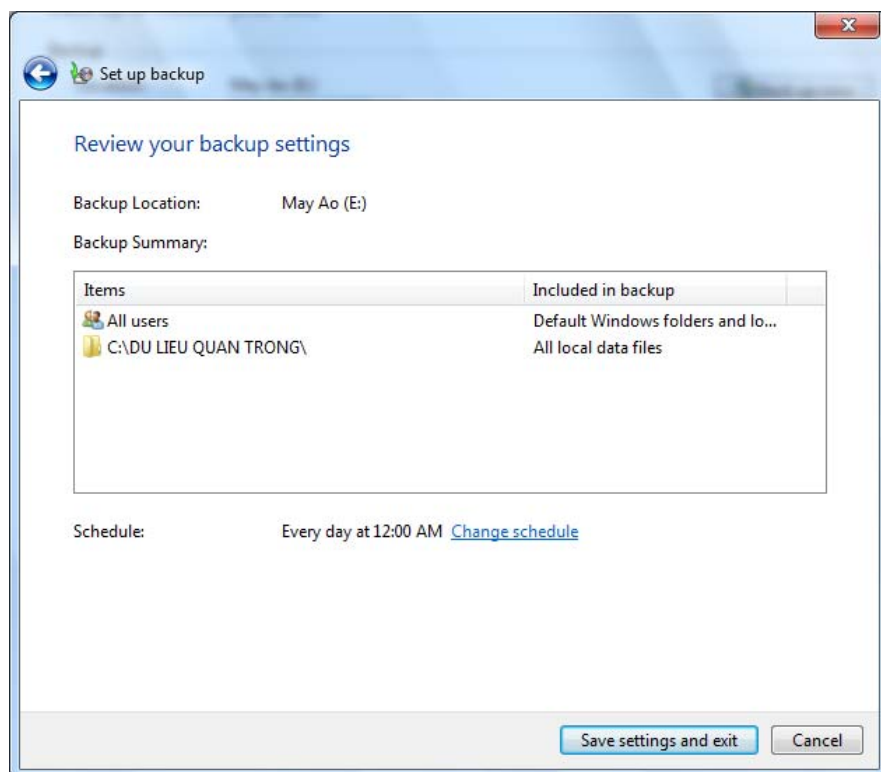 Set up backup
Review your backup settings
Backup Location: May Ao (E:)
Backup Summary:
Items Included in backup
All users Default Windows folders and lo...
C:\DU LIEU QUAN TRONG\ All local data files
Schedule: Every day at 12:00 AM Change schedule
Save settings and exit Cancel